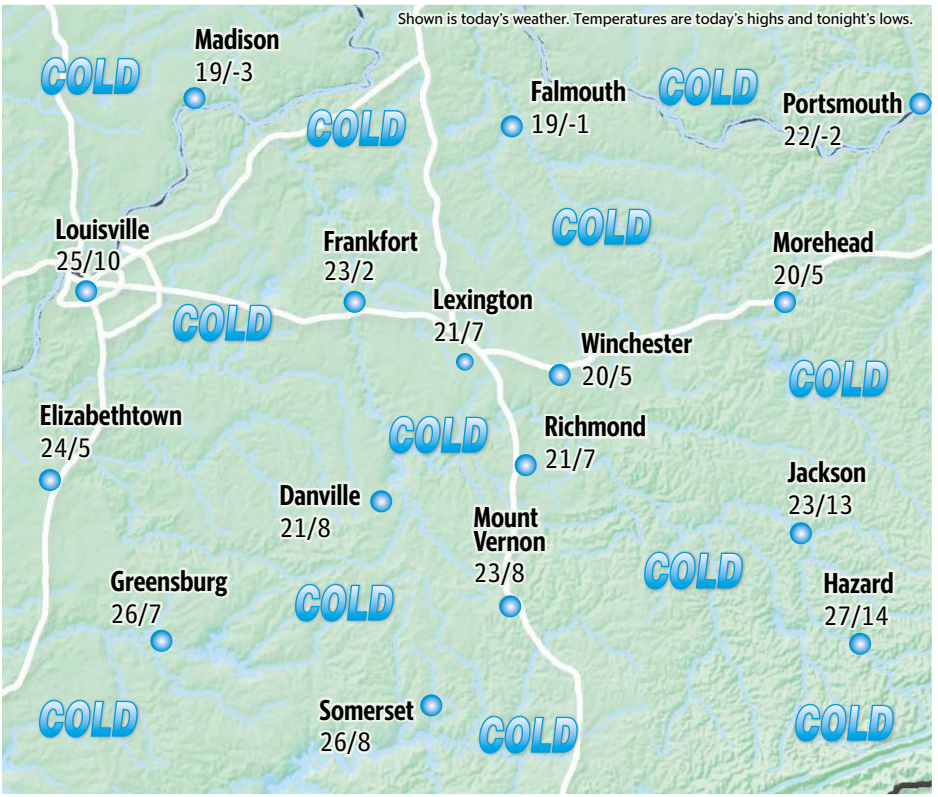 Shown is today's weather. Temperatures are today's highs and tonight's lows.
Madison
19/-3
COLD
COLD
Falmouth
19/-1
COLD
Portsmouth
22/-2
COLD
Louisville
25/10
Frankfort
23/2
Morehead
20/5
Lexington
21/7
COLD
Winchester
20/5
COLD
Elizabethtown
24/5
COLD
Richmond
21/7
Jackson
23/13
Danville
21/8
Mount
Vernon
23/8
COLD
Greensburg
26/7
COLD
Hazard
27/14
COLD
Somerset
26/8
COLD
COLD